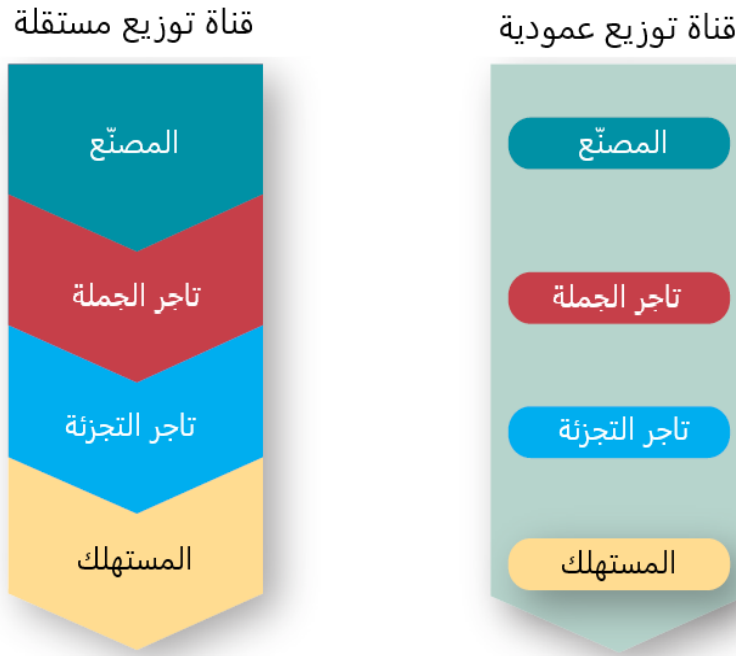 قناة توزيع مستقلة
المصنّع
تاجر الجملة
تاجر التجزئة
المستهلك
قناة توزيع عمودية
المصنّع
تاجر الجملة
تاجر التجزئة
المستهلك